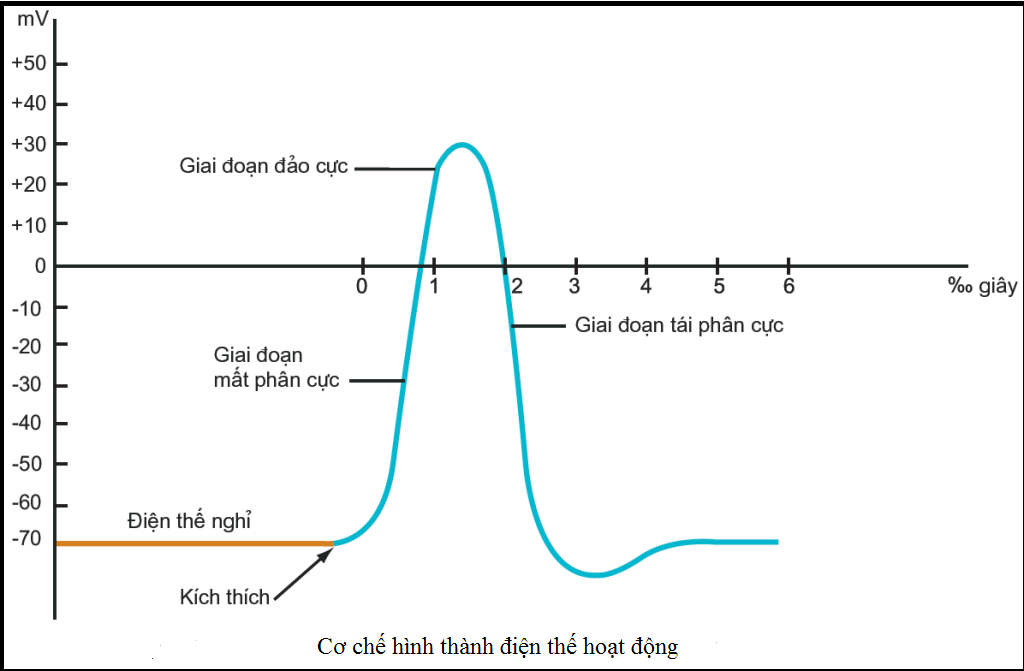 mV
+50
+40
+30
Giai đoạn đảo cực
+20
+10
0
0 1 2 3 4 5 6 ‰ giây
-10
Giai đoạn tái phân cực
-20
Giai đoạn
mất phân cực
-30
-40
-50
-60
Điện thế nghỉ
-70
Kích thích
Cơ chế hình thành điện thế hoạt động